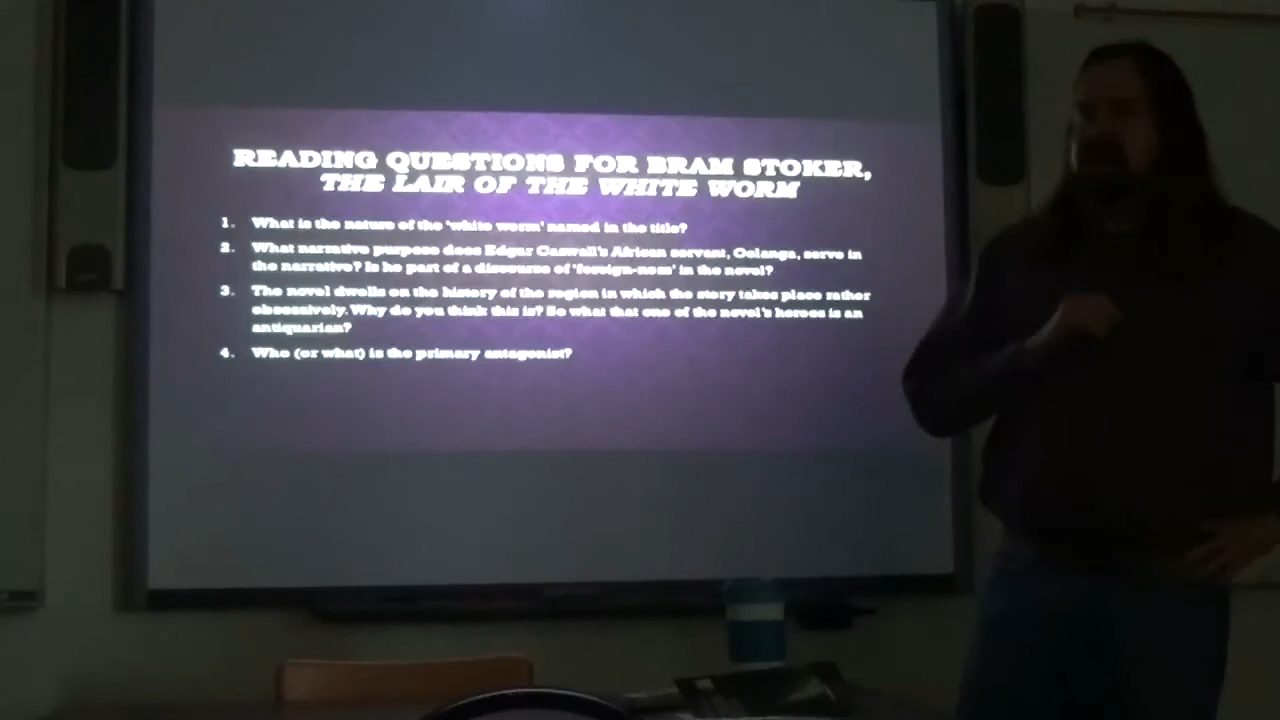 READING QUESTIONS FOR BRAM STOKER,
THE LAIR OF THE WHITE WORM
1. What is the nature of the 'white worm' named in the title?
2. What narrative purpose does Edgar Caswall's African servant, Oolanga, serve in
the narrative? Is he part of a discourse of 'foreign-ness' in the novel?
3. The novel dwells on the history of the region in which the story takes place rather
obsessively. Why do you think this is? So what that one of the novel's heroes is an
antiquarian?
4. Who (or what) is the primary antagonist?